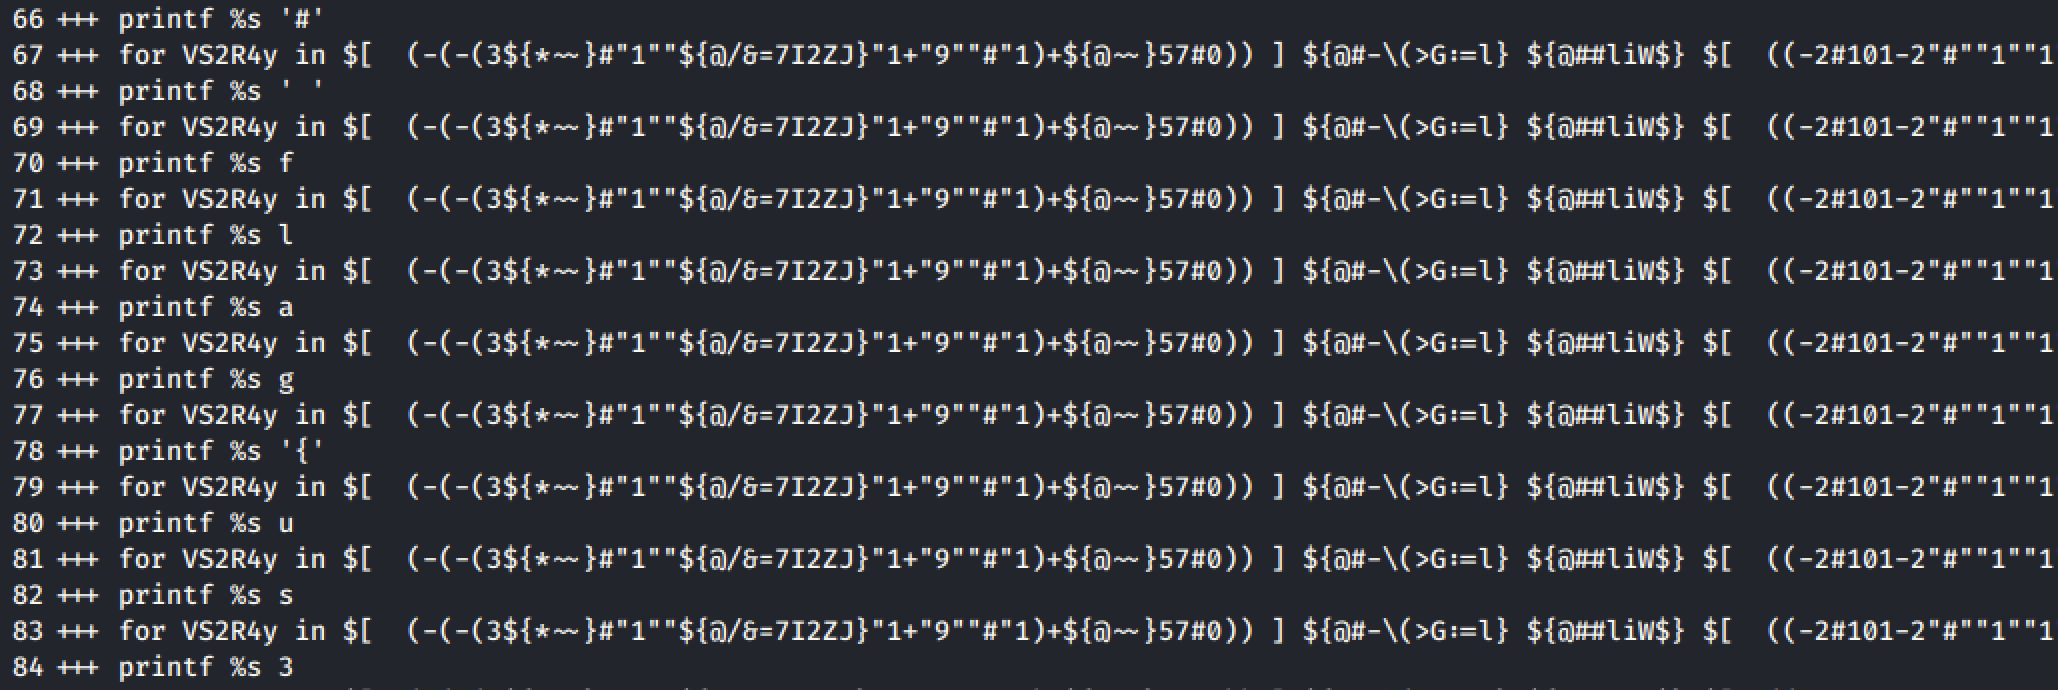 66 +++ printf %s '#'
67 +++ for VS2R4y in $[  (-(-(3${*~~}#"1""${@/&=7I2ZJ}"1+"9""#"1)+${@~~}57#0)) ] ${@#-\(>G:=l} ${@##liW$} $[  ((-2#101-2"#""1""1
68 +++ printf %s ' '
69 +++ for VS2R4y in $[  (-(-(3${*~~}#"1""${@/&=7I2ZJ}"1+"9""#"1)+${@~~}57#0)) ] ${@#-\(>G:=l} ${@##liW$} $[  ((-2#101-2"#""1""1
70 +++ printf %s f
71 +++ for VS2R4y in $[  (-(-(3${*~~}#"1""${@/&=7I2ZJ}"1+"9""#"1)+${@~~}57#0)) ] ${@#-\(>G:=l} ${@##liW$} $[  ((-2#101-2"#""1""1
72 +++ printf %s l
73 +++ for VS2R4y in $[  (-(-(3${*~~}#"1""${@/&=7I2ZJ}"1+"9""#"1)+${@~~}57#0)) ] ${@#-\(>G:=l} ${@##liW$} $[  ((-2#101-2"#""1""1
74 +++ printf %s a
75 +++ for VS2R4y in $[  (-(-(3${*~~}#"1""${@/&=7I2ZJ}"1+"9""#"1)+${@~~}57#0)) ] ${@#-\(>G:=l} ${@##liW$} $[  ((-2#101-2"#""1""1
76 +++ printf %s g
77 +++ for VS2R4y in $[  (-(-(3${*~~}#"1""${@/&=7I2ZJ}"1+"9""#"1)+${@~~}57#0)) ] ${@#-\(>G:=l} ${@##liW$} $[  ((-2#101-2"#""1""1
78 +++ printf %s '{'
79 +++ for VS2R4y in $[  (-(-(3${*~~}#"1""${@/&=7I2ZJ}"1+"9""#"1)+${@~~}57#0)) ] ${@#-\(>G:=l} ${@##liW$} $[  ((-2#101-2"#""1""1
80 +++ printf %s u
81 +++ for VS2R4y in $[  (-(-(3${*~~}#"1""${@/&=7I2ZJ}"1+"9""#"1)+${@~~}57#0)) ] ${@#-\(>G:=l} ${@##liW$} $[  ((-2#101-2"#""1""1
82 +++ printf %s s
83 +++ for VS2R4y in $[  (-(-(3${*~~}#"1""${@/&=7I2ZJ}"1+"9""#"1)+${@~~}57#0)) ] ${@#-\(>G:=l} ${@##liW$} $[  ((-2#101-2"#""1""1
84 +++ printf %s 3